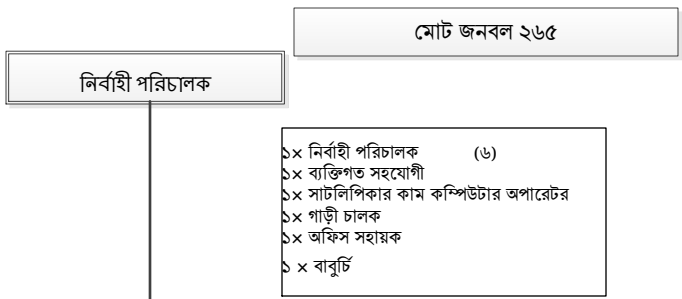 মোট জনবল ২৬৫
নির্বাহী পরিচালক
১× নির্বাহী পরিচালক (৬)
১× ব্যক্তিগত সহযোগী
১× সাটলিপিকার কাম কম্পিউটার অপারেটর
১× গাড়ী চালক
১× অফিস সহায়ক
১ × বাবুর্চি